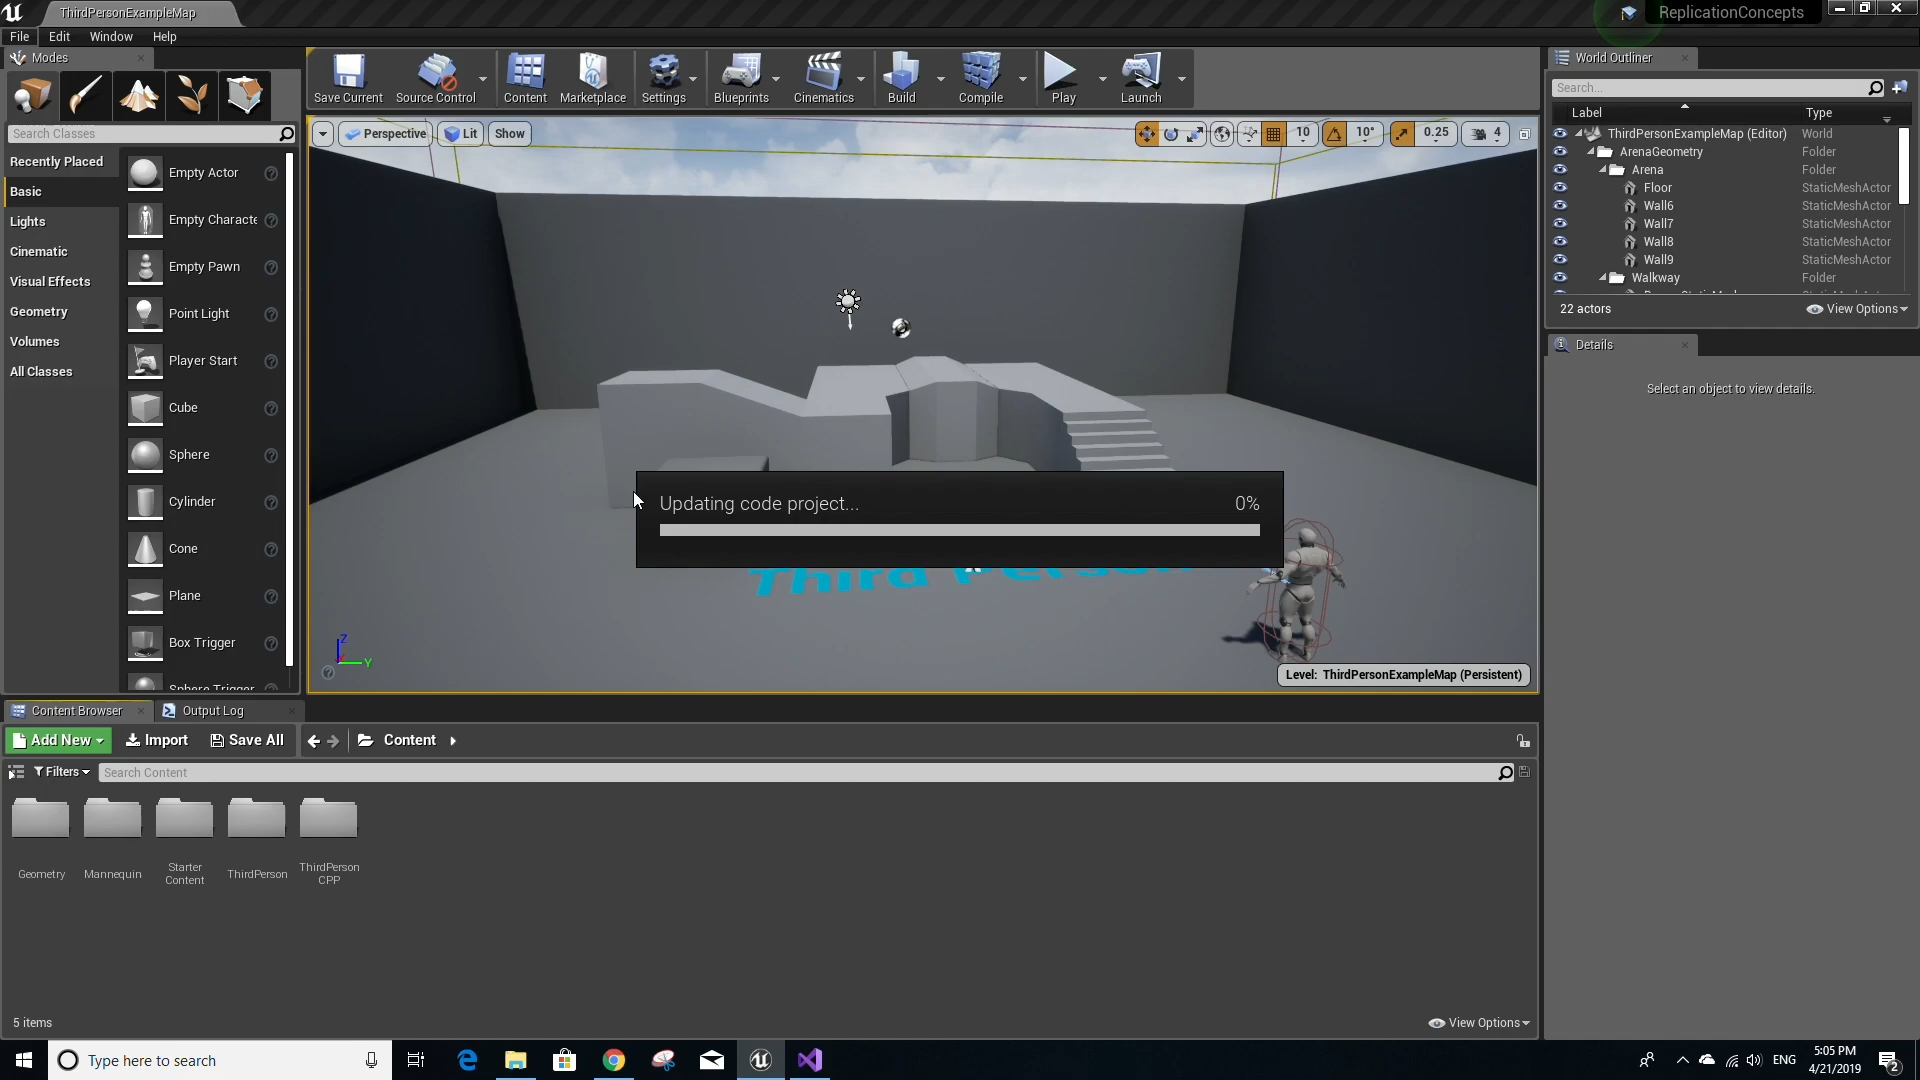 ThirdPersonExampleMap
ReplicationConcepts
File Edit Window Help
Modes
Search Classes
Recently Placed
Basic
Lights
Cinematic
Visual Effects
Geometry
Volumes
All Classes
Empty Actor
Empty Characte
Empty Pawn
Point Light
Player Start
Cube
Sphere
Cylinder
Cone
Plane
Box Trigger
Sphere Trigger
Save Current
Source Control
Content
Marketplace
Settings
Blueprints
Cinematics
Build
Compile
Play
Launch
Perspective
Lit
Show
10
10°
0.25
4
Updating code project...
0%
Third Person
Z
Y
Level: ThirdPersonExampleMap (Persistent)
World Outliner
Search...
Label Type
ThirdPersonExampleMap (Editor) World
ArenaGeometry Folder
Arena Folder
Floor StaticMeshActor
Wall6 StaticMeshActor
Wall7 StaticMeshActor
Wall8 StaticMeshActor
Wall9 StaticMeshActor
Walkway Folder
22 actors
View Options
Details
Select an object to view details.
Content Browser
Output Log
Add New
Import
Save All
Content
Filters
Search Content
Geometry
Mannequin
Starter
Content
ThirdPerson
ThirdPerson
CPP
5 items
View Options
Type here to search
ENG
5:05 PM
4/21/2019
2